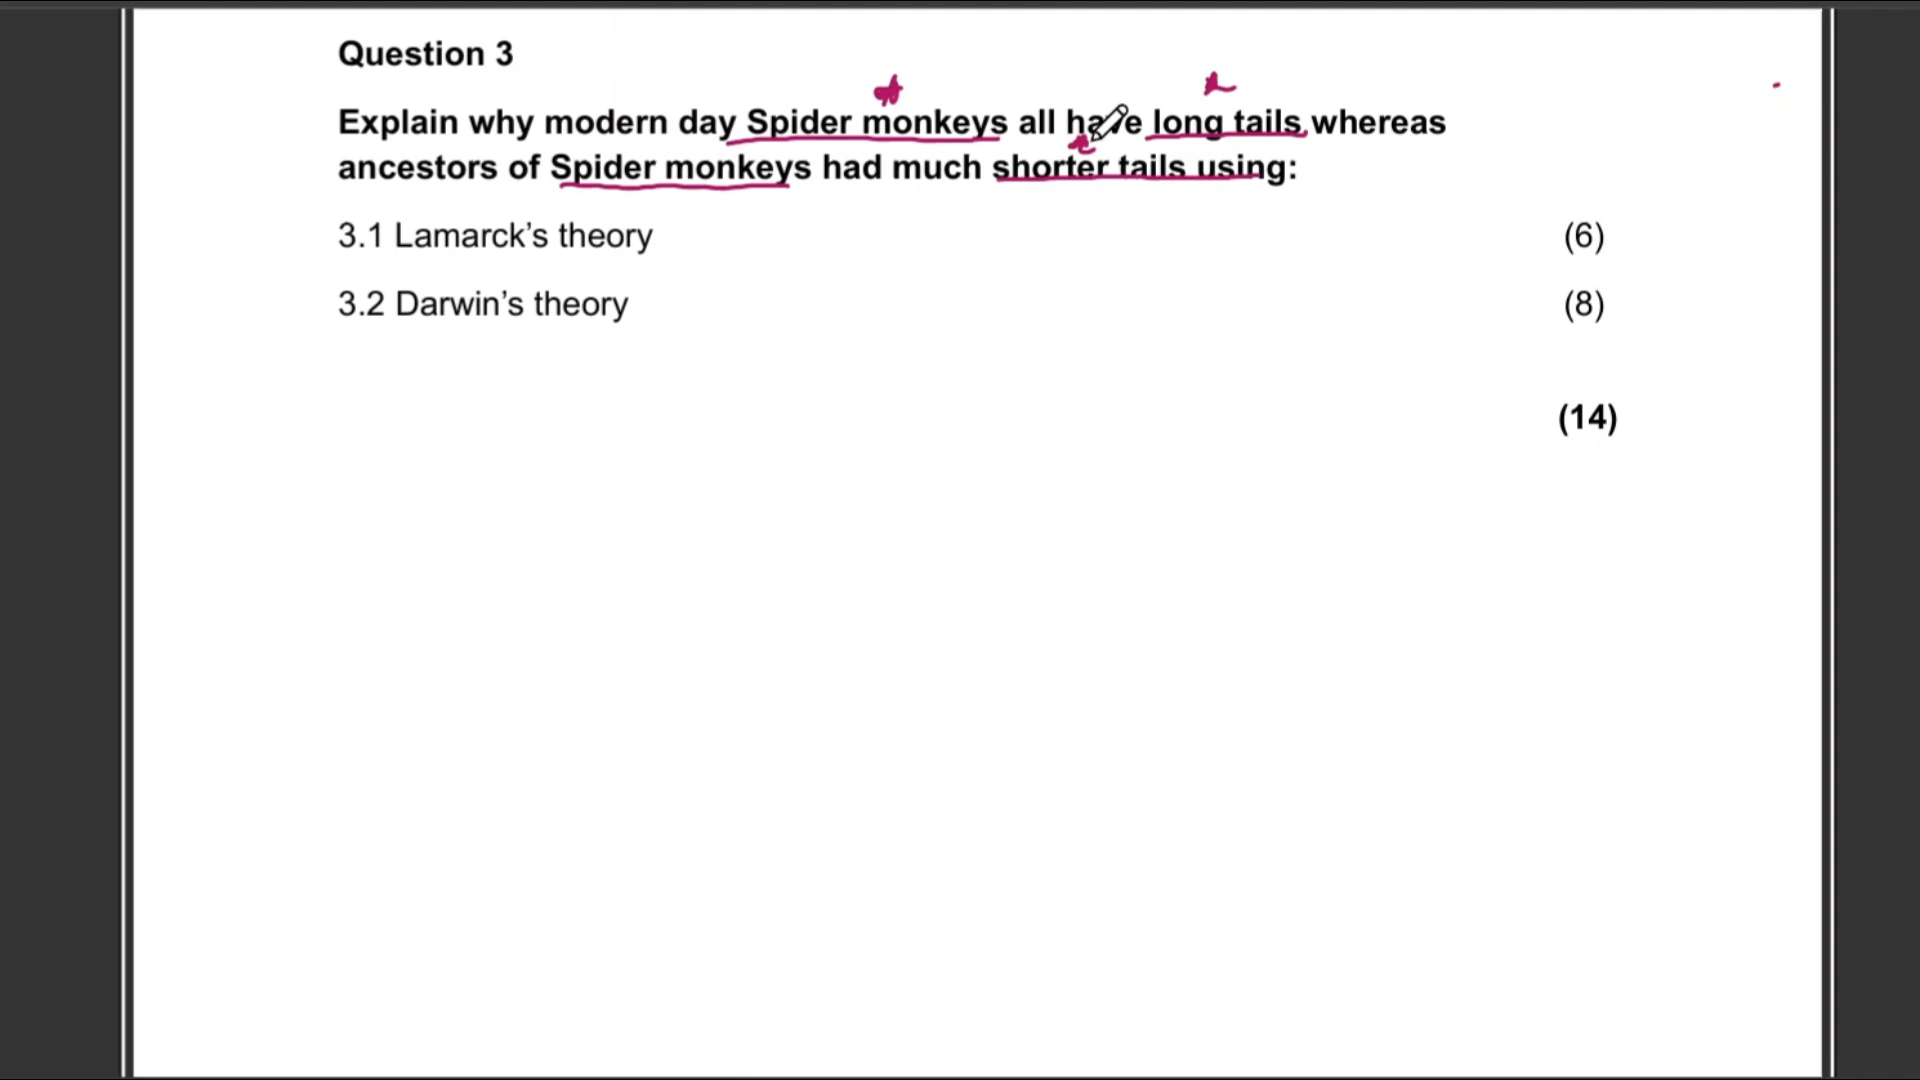 Question 3
Explain why modern day Spider monkeys all have long tails whereas
ancestors of Spider monkeys had much shorter tails using:
3.1 Lamarck’s theory (6)
3.2 Darwin’s theory (8)
(14)